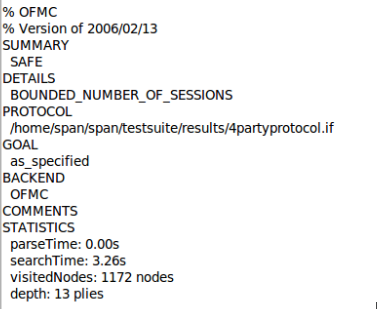 % OFMC
% Version of 2006/02/13
SUMMARY
SAFE
DETAILS
BOUNDED_NUMBER_OF_SESSIONS
PROTOCOL
/home/span/span/testsuite/results/4partyprotocol.if
GOAL
as_specified
BACKEND
OFMC
COMMENTS
STATISTICS
parseTime: 0.00s
searchTime: 3.26s
visitedNodes: 1172 nodes
depth: 13 plies